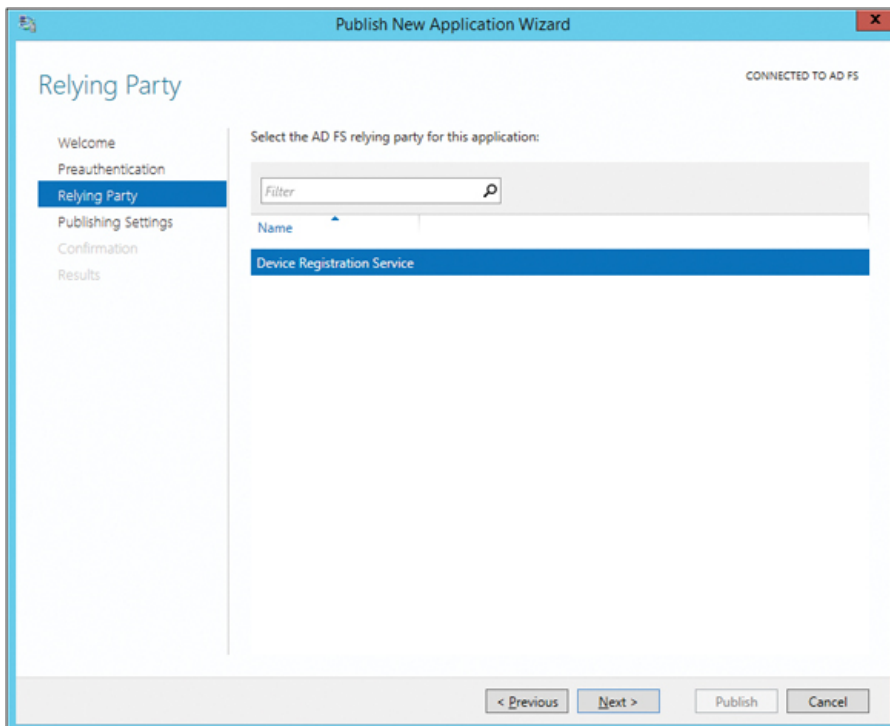 Publish New Application Wizard
x
Relying Party
CONNECTED TO AD FS
Welcome
Preauthentication
Relying Party
Publishing Settings
Confirmation
Results
Select the AD FS relying party for this application:
Filter
Name
Device Registration Service
< Previous
Next >
Publish
Cancel